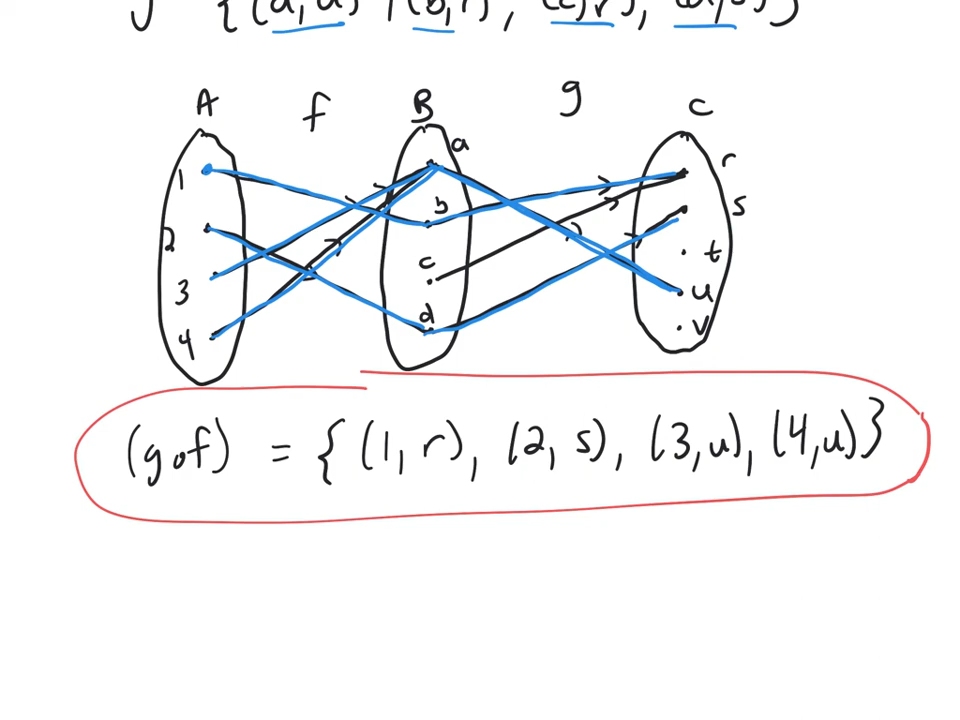 A f B g C
a
r
1
b
s
2
c
t
3
u
d
4
v
(g o f) = { (1, r), (2, s), (3, u), (4, u) }